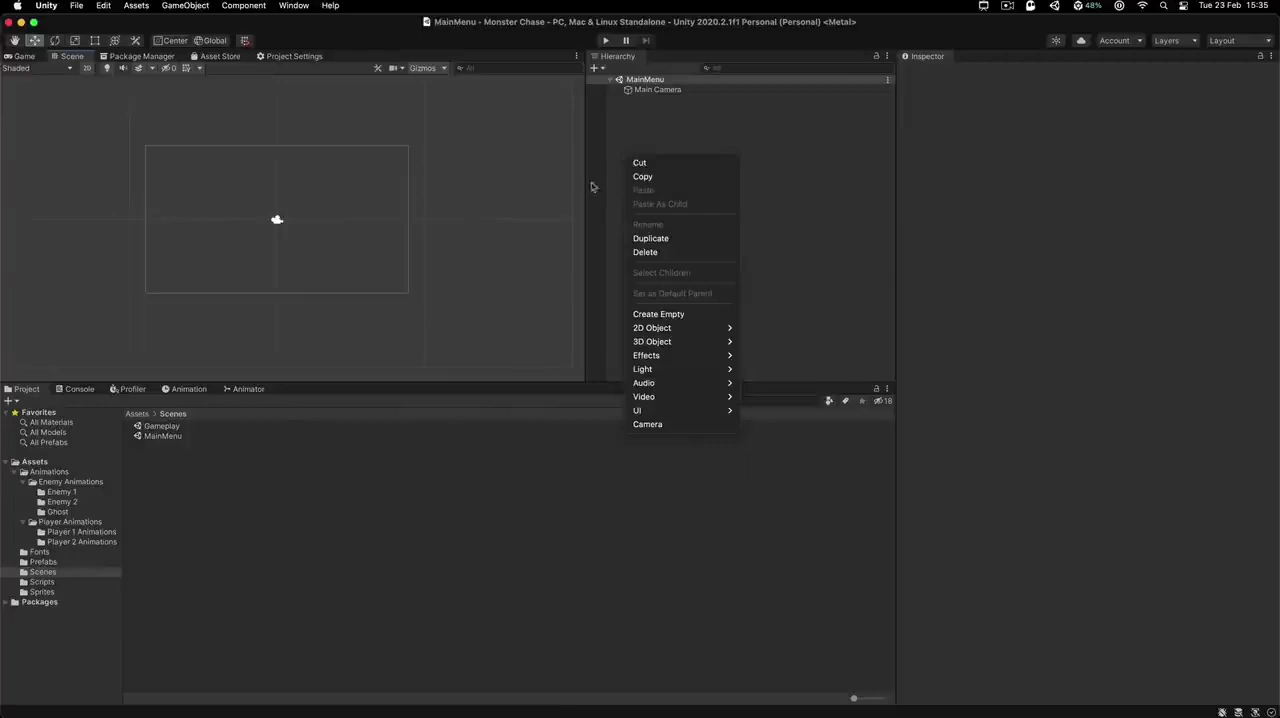 Unity File Edit Assets GameObject Component Window Help 48% Tue 23 Feb 15:35
MainMenu - Monster Chase - PC, Mac & Linux Standalone - Unity 2020.2.1f1 Personal (Personal) <Metal>
Center Global Account Layers Layout
Game Scene Package Manager Asset Store Project Settings Hierarchy Inspector
Shaded 2D 0 Gizmos All All
MainMenu
Main Camera
Cut
Copy
Paste
Paste As Child
Rename
Duplicate
Delete
Select Children
Set as Default Parent
Create Empty
2D Object
3D Object
Effects
Light
Audio
Video
UI
Camera
Project Console Profiler Animation Animator
18
Favorites
All Materials
All Models
All Prefabs
Assets > Scenes
Gameplay
MainMenu
Assets
Animations
Enemy Animations
Enemy 1
Enemy 2
Ghost
Player Animations
Player 1 Animations
Player 2 Animations
Fonts
Prefabs
Scenes
Scripts
Sprites
Packages